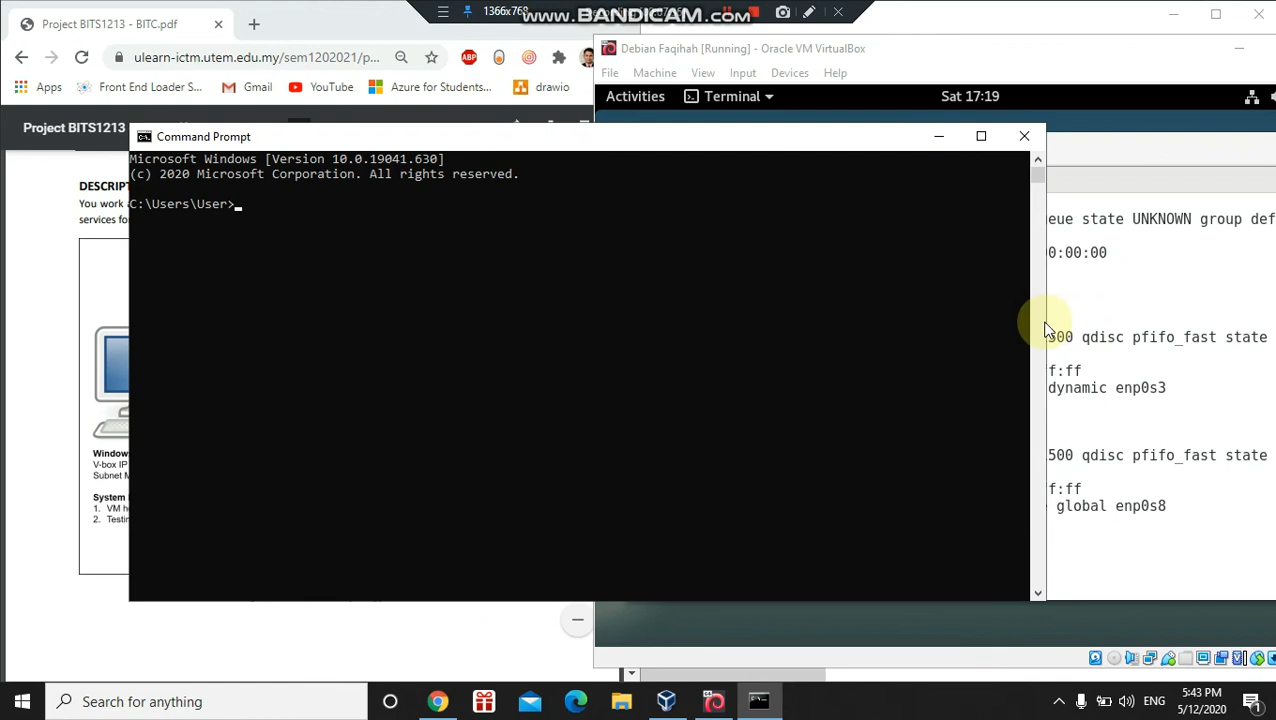 Project BITS1213 - BITC.pdf
1366x768
www.BANDICAM.com
ulearn-ictm.utem.edu.my/sem1202021/p...
ABP
Apps
Front End Loader S...
Gmail
YouTube
Azure for Students...
drawio
Debian Faqihah [Running] - Oracle VM VirtualBox
File Machine View Input Devices Help
Activities Terminal Sat 17:19
Project BITS1213
Command Prompt
Microsoft Windows [Version 10.0.19041.630]
(c) 2020 Microsoft Corporation. All rights reserved.
C:\Users\User>
DESCRIPT
You work a
services for
Window
V-box IP
Subnet M
System
1. VM h
2. Testin
eue state UNKNOWN group def
0:00:00
500 qdisc pfifo_fast state
f:ff
dynamic enp0s3
500 qdisc pfifo_fast state
f:ff
global enp0s8
Search for anything
ENG
5:43 PM
5/12/2020
1